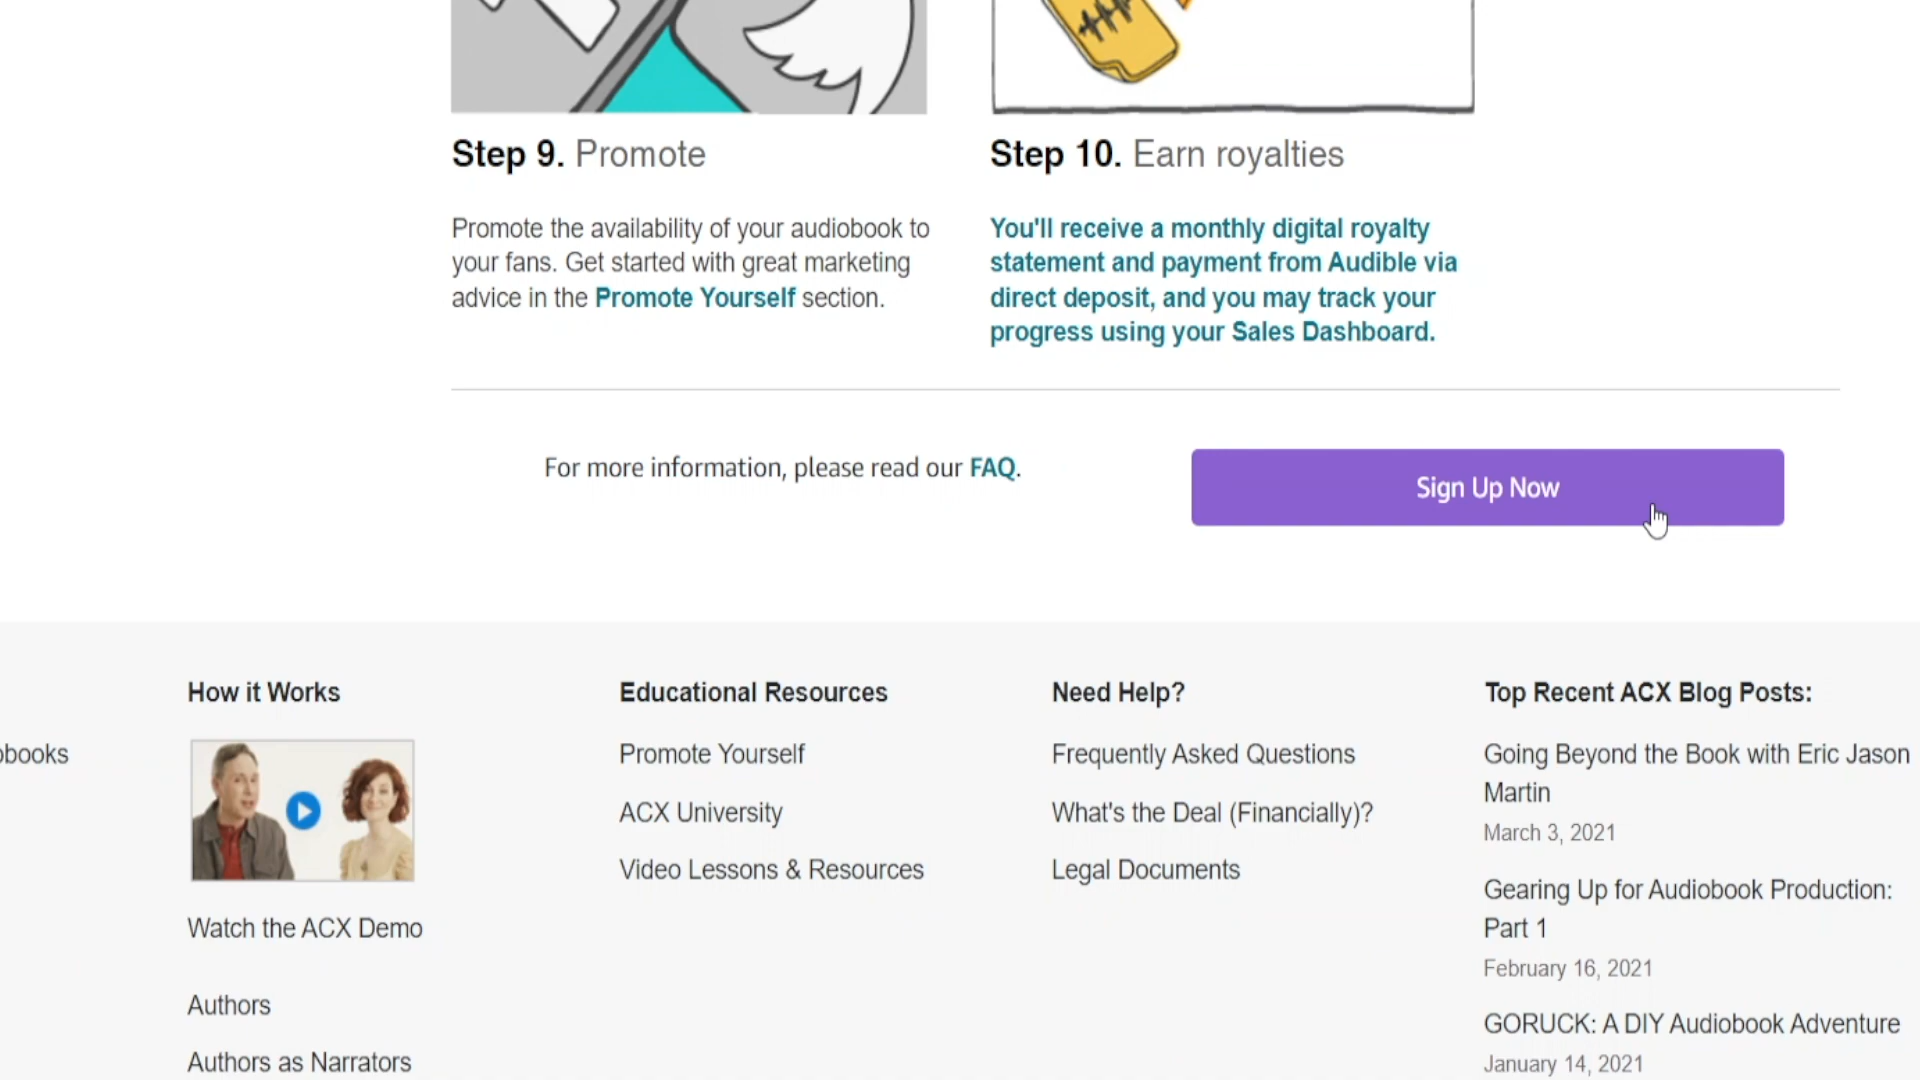 Step 9. Promote
Promote the availability of your audiobook to
your fans. Get started with great marketing
advice in the Promote Yourself section.
Step 10. Earn royalties
You'll receive a monthly digital royalty
statement and payment from Audible via
direct deposit, and you may track your
progress using your Sales Dashboard.
For more information, please read our FAQ.
Sign Up Now
obooks
How it Works
Watch the ACX Demo
Authors
Authors as Narrators
Educational Resources
Promote Yourself
ACX University
Video Lessons & Resources
Need Help?
Frequently Asked Questions
What's the Deal (Financially)?
Legal Documents
Top Recent ACX Blog Posts:
Going Beyond the Book with Eric Jason
Martin
March 3, 2021
Gearing Up for Audiobook Production:
Part 1
February 16, 2021
GORUCK: A DIY Audiobook Adventure
January 14, 2021